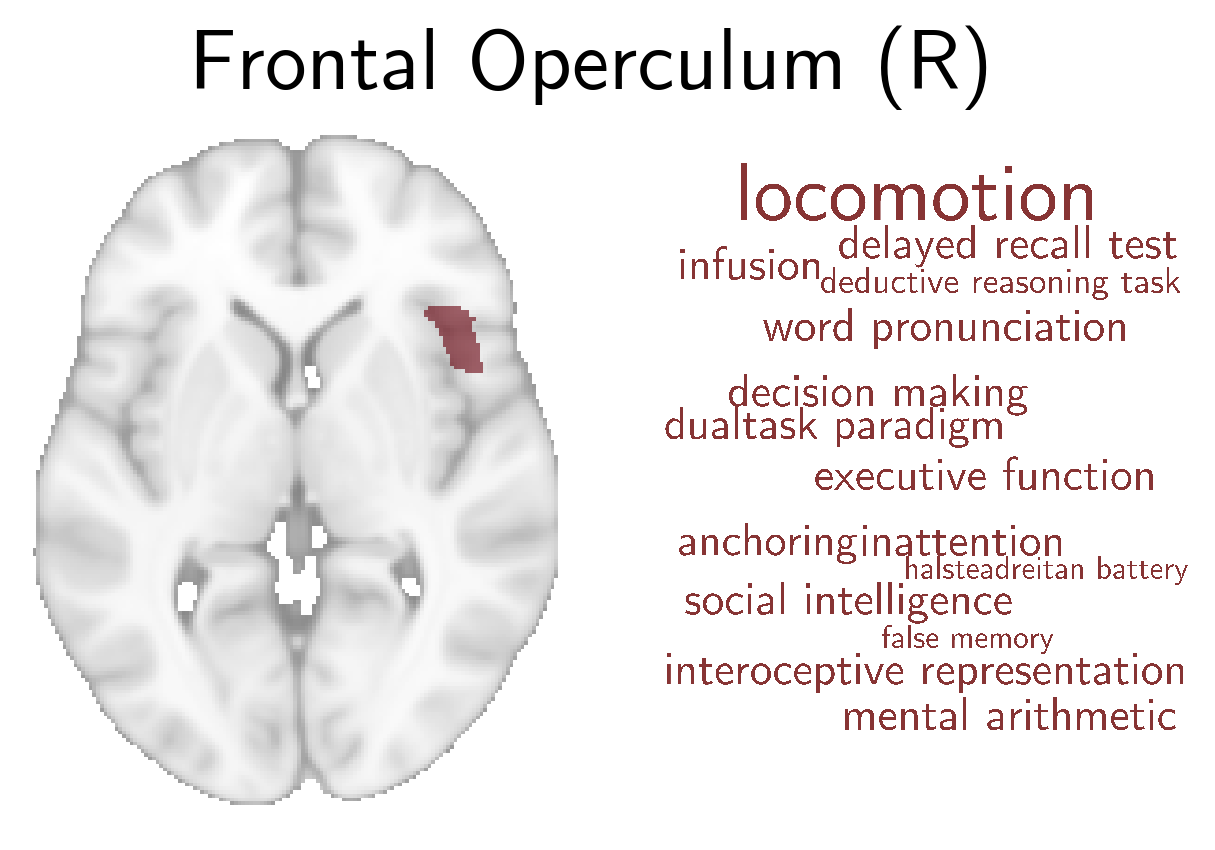 Frontal Operculum (R)
locomotion
delayed recall test
infusion
deductive reasoning task
word pronunciation
decision making
dualtask paradigm
executive function
anchoring
inattention
halsteadreitan battery
social intelligence
false memory
interoceptive representation
mental arithmetic